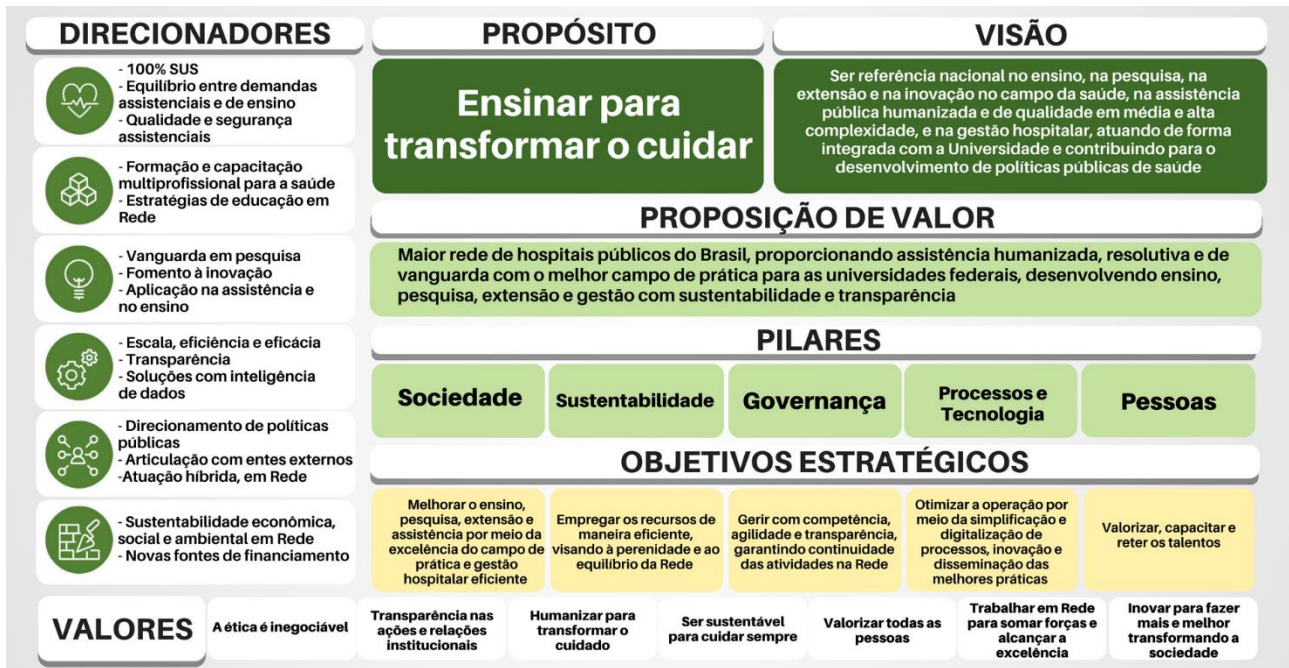 DIRECIONADORES
- 100% SUS
- Equilíbrio entre demandas
assistenciais e de ensino
- Qualidade e segurança
assistenciais
- Formação e capacitação
multiprofissional para a saúde
- Estratégias de educação em
Rede
- Vanguarda em pesquisa
- Fomento à inovação
- Aplicação na assistência e
no ensino
- Escala, eficiência e eficácia
- Transparência
- Soluções com inteligência
de dados
- Direcionamento de políticas
públicas
- Articulação com entes externos
-Atuação híbrida, em Rede
- Sustentabilidade econômica,
social e ambiental em Rede
- Novas fontes de financiamento
PROPÓSITO
Ensinar para
transformar o cuidar
VISÃO
Ser referência nacional no ensino, na pesquisa, na
extensão e na inovação no campo da saúde, na assistência
pública humanizada e de qualidade em média e alta
complexidade, e na gestão hospitalar, atuando de forma
integrada com a Universidade e contribuindo para o
desenvolvimento de políticas públicas de saúde
PROPOSIÇÃO DE VALOR
Maior rede de hospitais públicos do Brasil, proporcionando assistência humanizada, resolutiva e de
vanguarda com o melhor campo de prática para as universidades federais, desenvolvendo ensino,
pesquisa, extensão e gestão com sustentabilidade e transparência
PILARES
Sociedade
Sustentabilidade
Governança
Processos e
Tecnologia
Pessoas
OBJETIVOS ESTRATÉGICOS
Melhorar o ensino,
pesquisa, extensão e
assistência por meio da
excelência do campo de
prática e gestão
hospitalar eficiente
Empregar os recursos de
maneira eficiente,
visando à perenidade e ao
equilíbrio da Rede
Gerir com competência,
agilidade e transparência,
garantindo continuidade
das atividades na Rede
Otimizar a operação por
meio da simplificação e
digitalização de
processos, inovação e
disseminação das
melhores práticas
Valorizar, capacitar e
reter os talentos
VALORES
A ética é inegociável
Transparência nas
ações e relações
institucionais
Humanizar para
transformar o
cuidado
Ser sustentável
para cuidar sempre
Valorizar todas as
pessoas
Trabalhar em Rede
para somar forças e
alcançar a
excelência
Inovar para fazer
mais e melhor
transformando a
sociedade